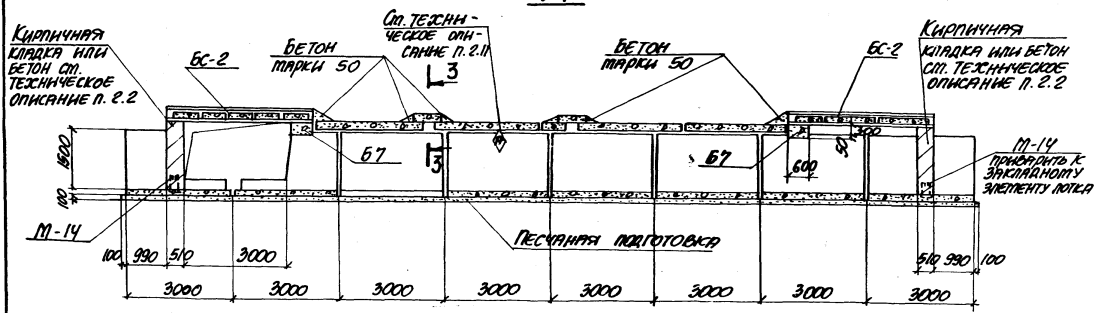 Кирпичная
кладка или
бетон см.
техническое
описание п. 2.2
БС-2
Бетон
марки 50
См. техни-
ческое опи-
сание п. 2.11
3
Бетон
марки 50
БС-2
Кирпичная
кладка или бетон
см. техническое
описание п. 2.2
1500
100
Б7
3
Б7
600
50
300
М-14
приварить к
закладному
элементу лотка
М-14
Песчаная подготовка
100 990 510 3000
510 990 100
3000 3000 3000 3000 3000 3000 3000 3000